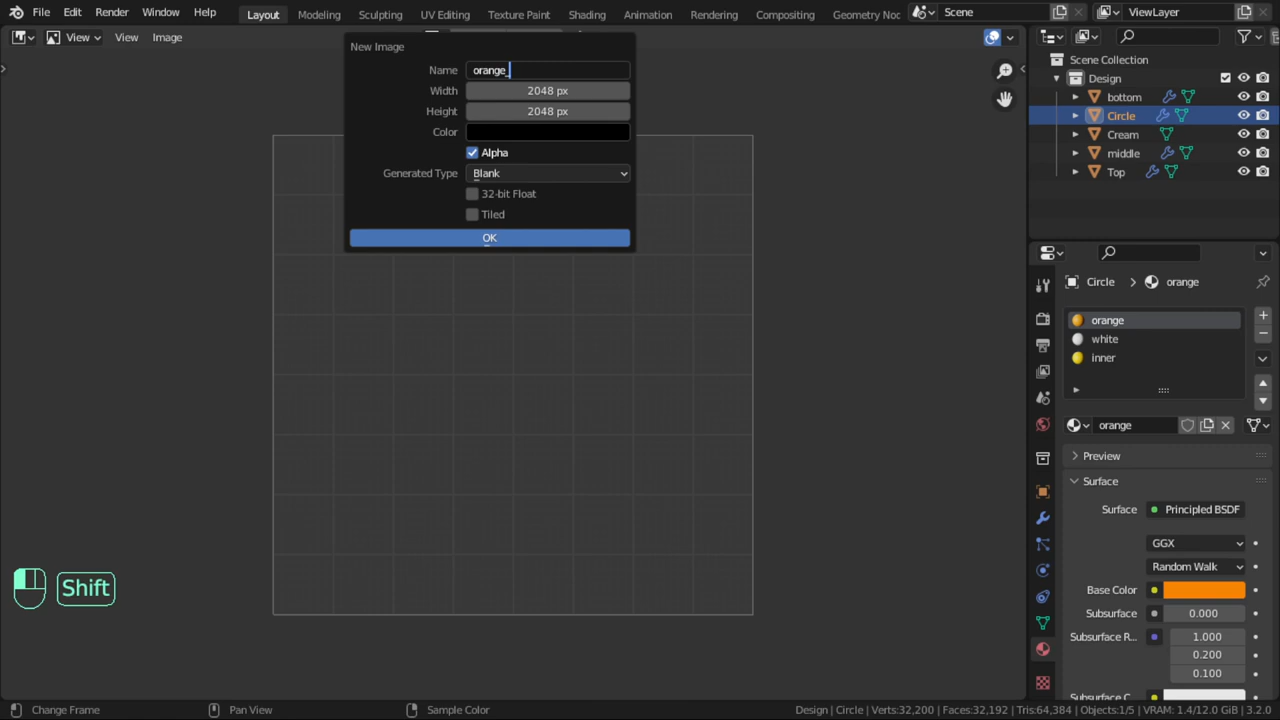 File Edit Render Window Help Layout Modeling Sculpting UV Editing Texture Paint Shading Animation Rendering Compositing Geometry Noc Scene ViewLayer
View View Image
New Image
Name orange_
Width 2048 px
Height 2048 px
Color
Alpha
Generated Type Blank
32-bit Float
Tiled
OK
Scene Collection
Design
bottom
Circle
Cream
middle
Top
Circle orange
orange
white
inner
orange
Preview
Surface
Surface Principled BSDF
GGX
Random Walk
Base Color
Subsurface 0.000
Subsurface R... 1.000
0.200
0.100
Subsurface C
Shift
Change Frame Pan View Sample Color Design | Circle | Verts:32,200 | Faces:32,192 | Tris:64,384 | Objects:1/5 | VRAM: 1.4/12.0 GiB | 3.2.0